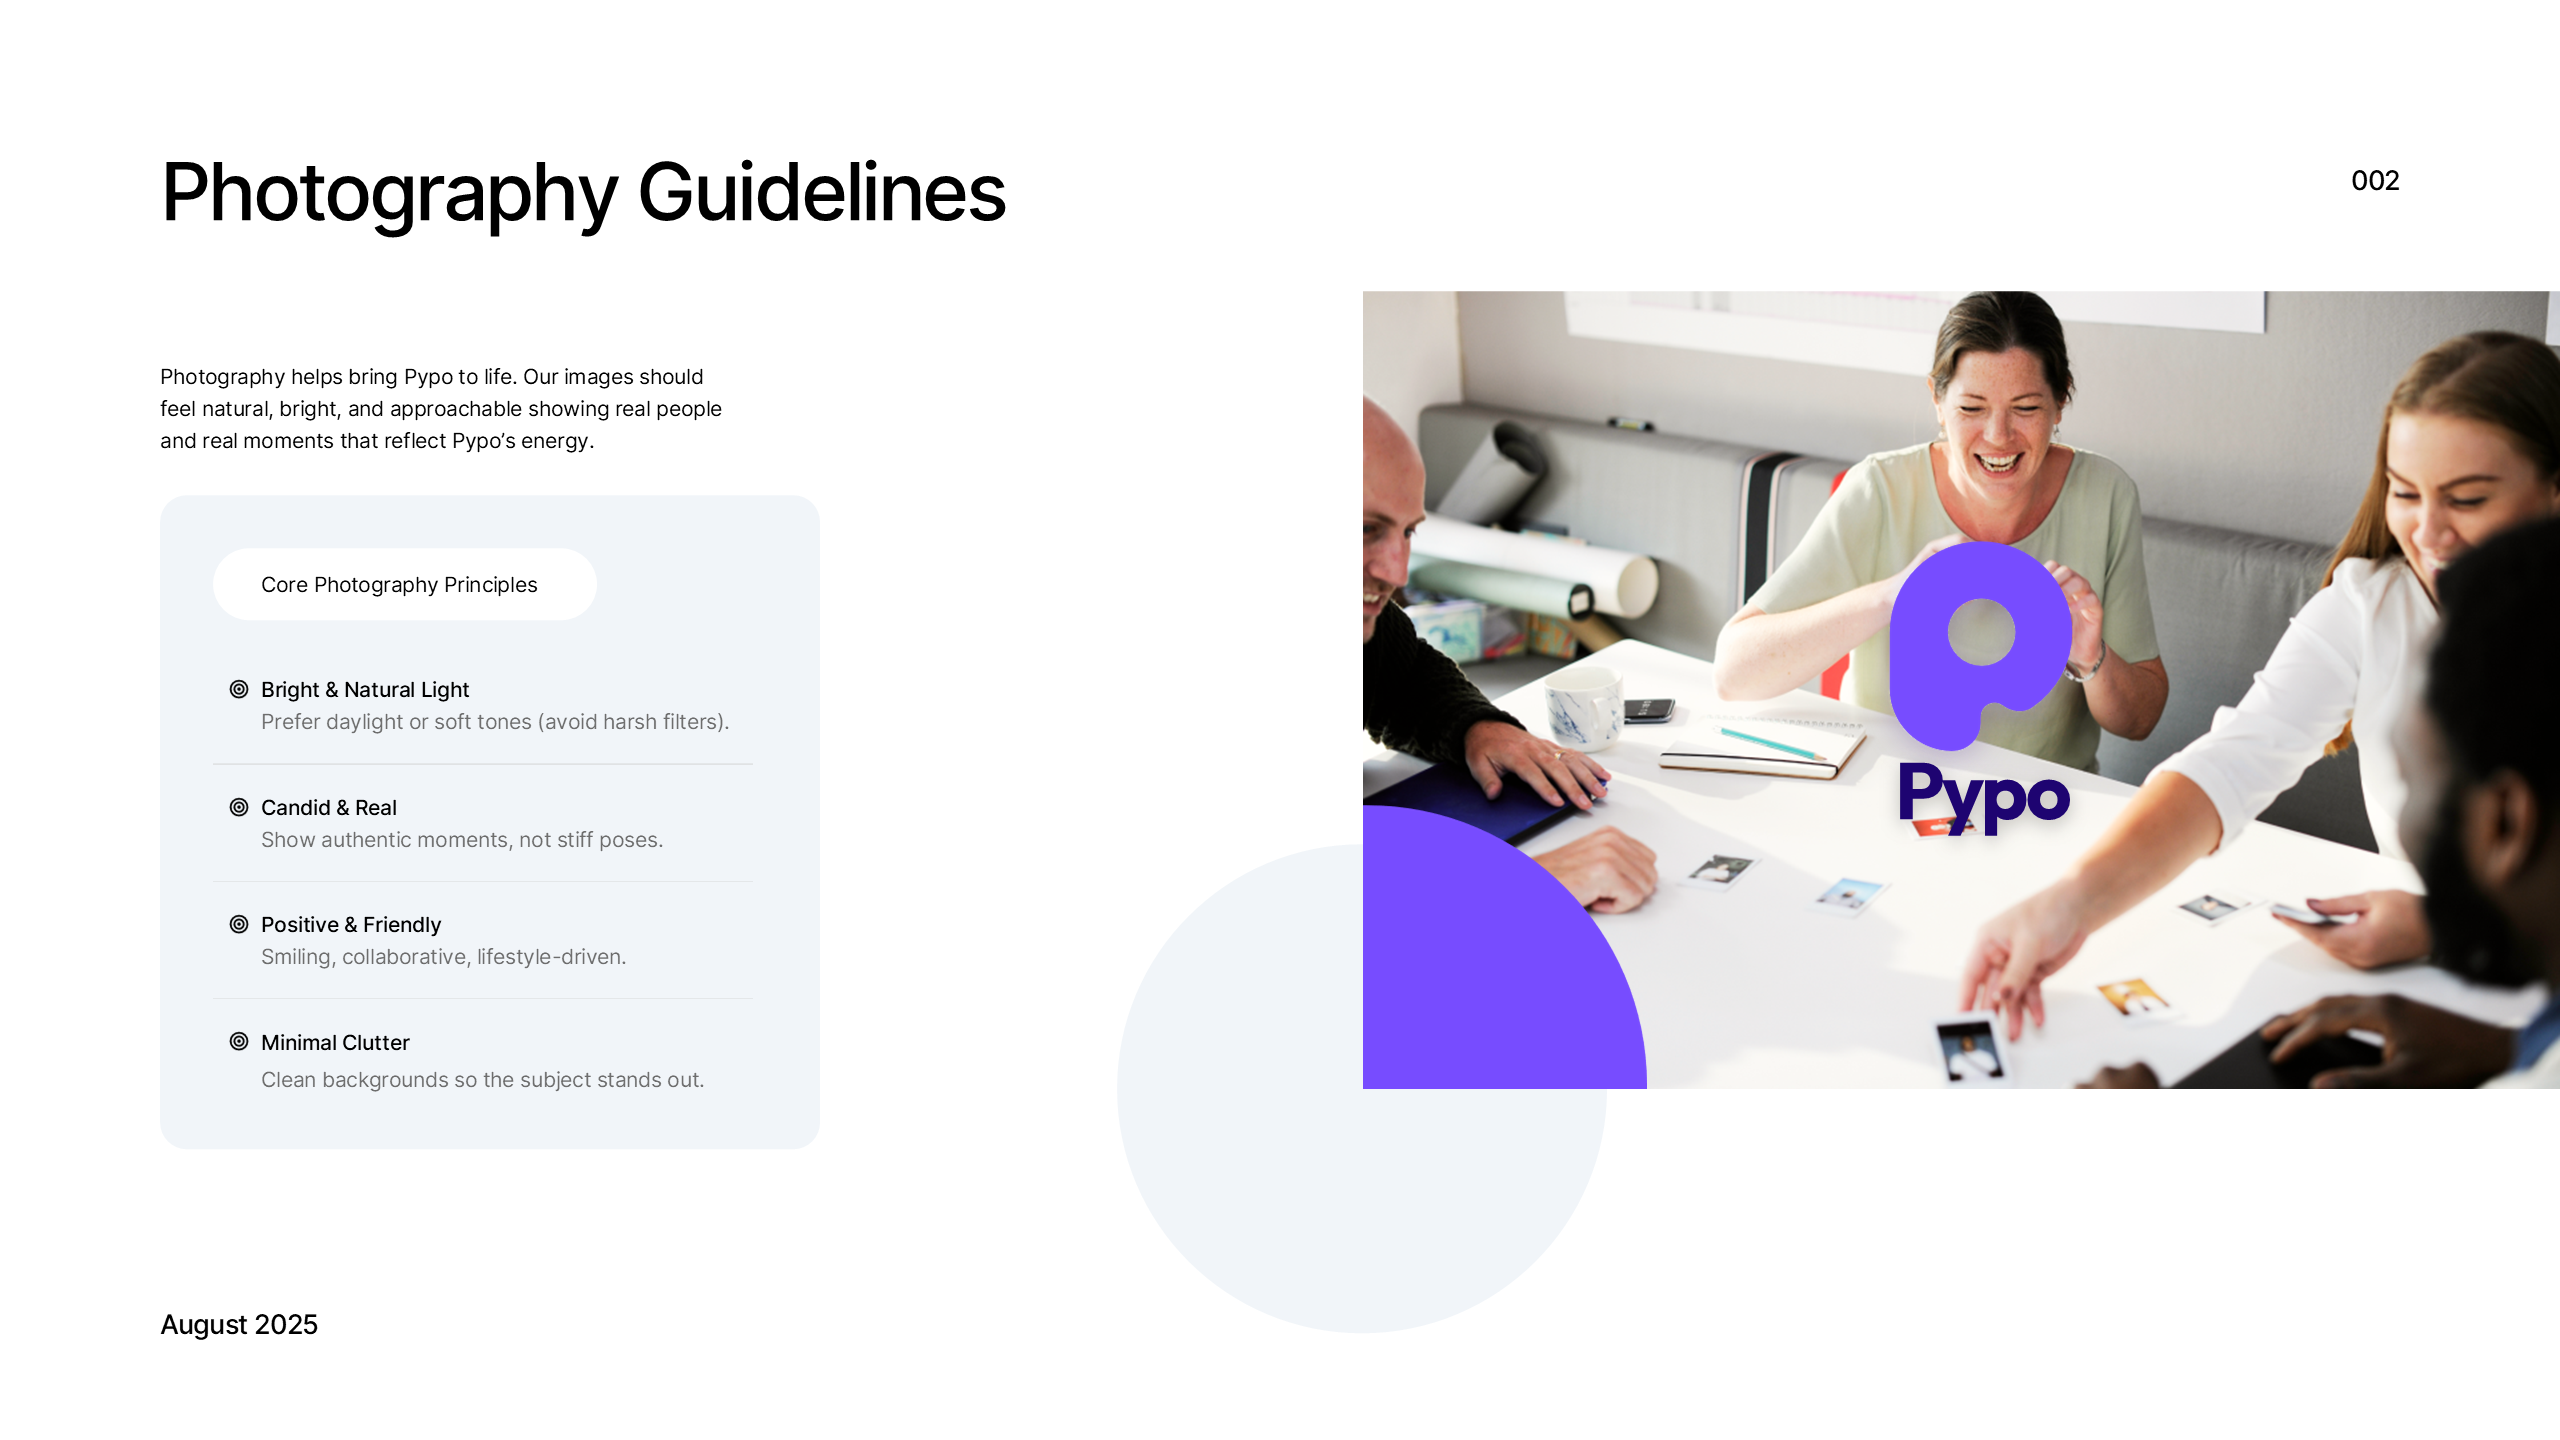 Photography Guidelines
002
Photography helps bring Pypo to life. Our images should
feel natural, bright, and approachable showing real people
and real moments that reflect Pypo’s energy.
Core Photography Principles
Bright & Natural Light
Prefer daylight or soft tones (avoid harsh filters).
Candid & Real
Show authentic moments, not stiff poses.
Positive & Friendly
Smiling, collaborative, lifestyle-driven.
Minimal Clutter
Clean backgrounds so the subject stands out.
Pypo
August 2025